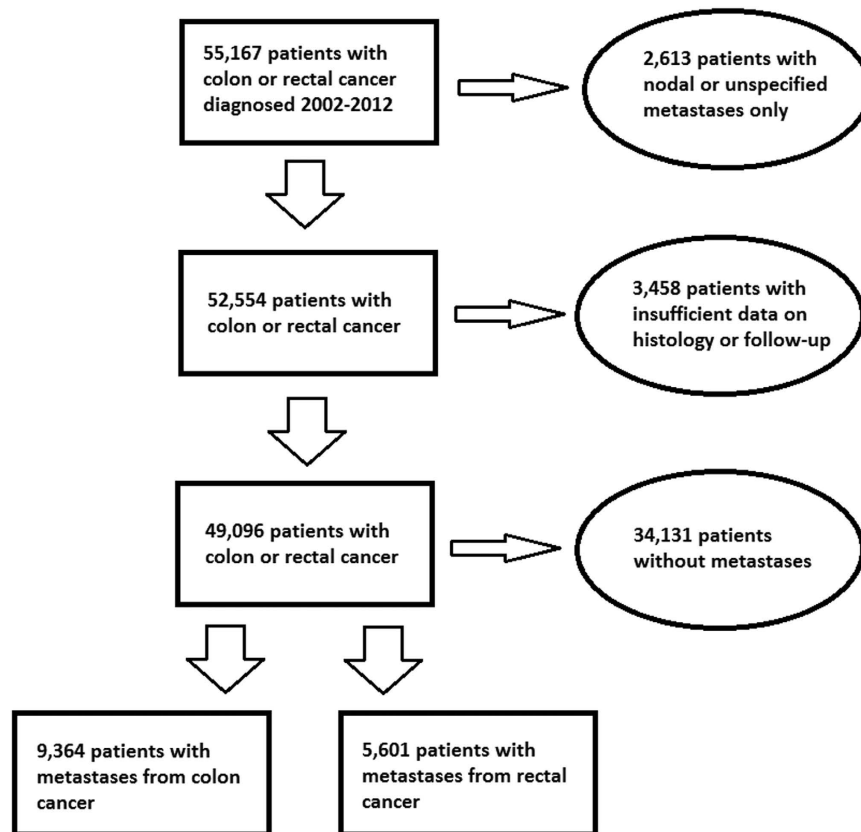 55,167 patients with
colon or rectal cancer
diagnosed 2002-2012
2,613 patients with
nodal or unspecified
metastases only
52,554 patients with
colon or rectal cancer
3,458 patients with
insufficient data on
histology or follow-up
49,096 patients with
colon or rectal cancer
34,131 patients
without metastases
9,364 patients with
metastases from colon
cancer
5,601 patients with
metastases from rectal
cancer